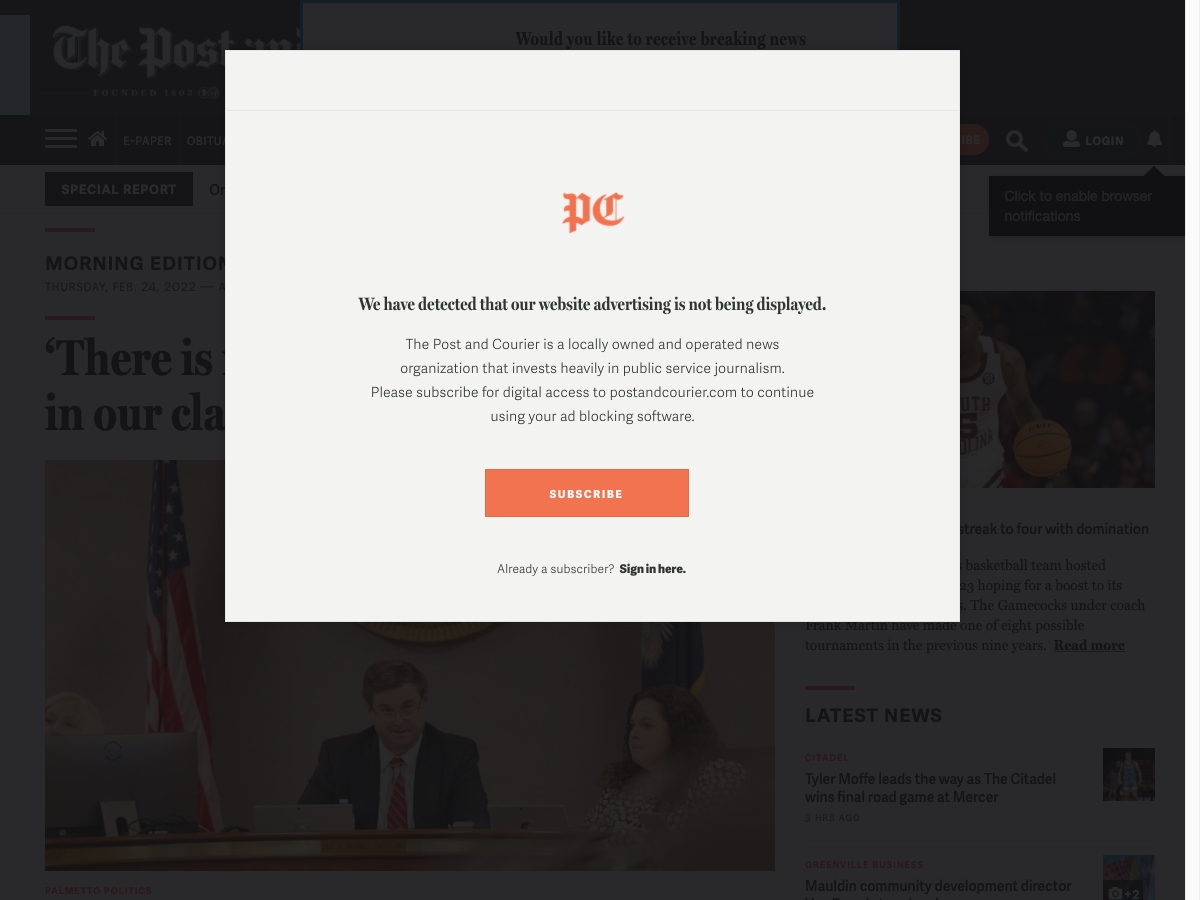 The Post and
Would you like to receive breaking news
FOUNDED 1803
E-PAPER
LOGIN
SPECIAL REPORT
Click to enable browser
notifications
MORNING EDITION
THURSDAY, FEB. 24, 2022 —
‘There is
in our
pC
We have detected that our website advertising is not being displayed.
The Post and Courier is a locally owned and operated news
organization that invests heavily in public service journalism.
Please subscribe for digital access to postandcourier.com to continue
using your ad blocking software.
SUBSCRIBE
Already a subscriber? Sign in here.
streak to four with domination
basketball team hosted
hoping for a boost to its
The Gamecocks under coach
Frank Martin have made one of eight possible
tournaments in the previous nine years. Read more
LATEST NEWS
CITADEL
Tyler Moffe leads the way as The Citadel
wins final road game at Mercer
3 HRS AGO
GREENVILLE BUSINESS
Mauldin community development director
+2
PALMETTO POLITICS